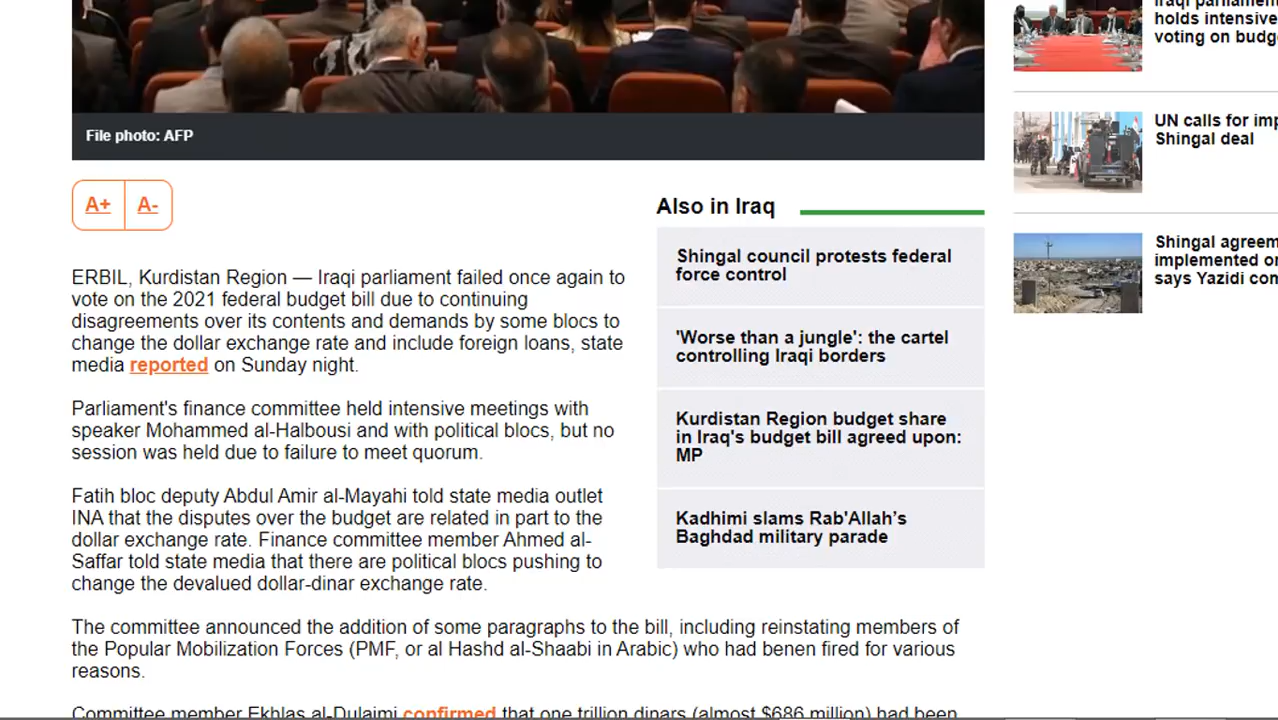 File photo: AFP
A+ A-
ERBIL, Kurdistan Region — Iraqi parliament failed once again to
vote on the 2021 federal budget bill due to continuing
disagreements over its contents and demands by some blocs to
change the dollar exchange rate and include foreign loans, state
media reported on Sunday night.
Parliament's finance committee held intensive meetings with
speaker Mohammed al-Halbousi and with political blocs, but no
session was held due to failure to meet quorum.
Fatih bloc deputy Abdul Amir al-Mayahi told state media outlet
INA that the disputes over the budget are related in part to the
dollar exchange rate. Finance committee member Ahmed al-
Saffar told state media that there are political blocs pushing to
change the devalued dollar-dinar exchange rate.
The committee announced the addition of some paragraphs to the bill, including reinstating members of
the Popular Mobilization Forces (PMF, or al Hashd al-Shaabi in Arabic) who had benen fired for various
reasons.
Committee member Ekhlas al-Dulaimi confirmed that one trillion dinars (almost $686 million) had been
Also in Iraq
Shingal council protests federal
force control
'Worse than a jungle': the cartel
controlling Iraqi borders
Kurdistan Region budget share
in Iraq's budget bill agreed upon:
MP
Kadhimi slams Rab'Allah’s
Baghdad military parade
Iraqi parliament
holds intensive
voting on budg
UN calls for imp
Shingal deal
Shingal agreem
implemented on
says Yazidi com